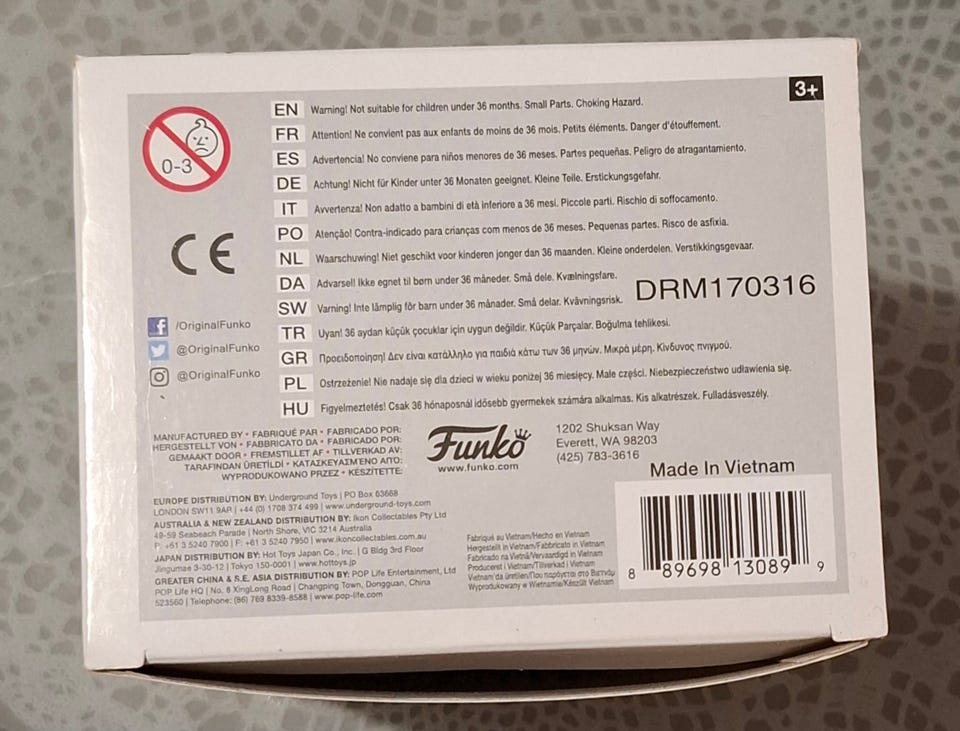 3+
0-3
EN Warning! Not suitable for children under 36 months. Small Parts. Choking Hazard.
FR Attention! Ne convient pas aux enfants de moins de 36 mois. Petits éléments. Danger d'étouffement.
ES Advertencia! No conviene para niños menores de 36 meses. Partes pequeñas. Peligro de atragantamiento.
DE Achtung! Nicht für Kinder unter 36 Monaten geeignet. Kleine Teile. Erstickungsgefahr.
IT Avvertenza! Non adatto a bambini di età inferiore a 36 mesi. Piccole parti. Rischio di soffocamento.
PO Atenção! Contra-indicado para crianças com menos de 36 meses. Pequenas partes. Risco de asfixia.
NL Waarschuwing! Niet geschikt voor kinderen jonger dan 36 maanden. Kleine onderdelen. Verstikkingsgevaar.
DA Advarsel! Ikke egnet til børn under 36 måneder. Små dele. Kvælningsfare.
SW Varning! Inte lämplig för barn under 36 månader. Små delar. Kvävningsrisk.
TR Uyarı! 36 aydan küçük çocuklar için uygun değildir. Küçük Parçalar. Boğulma tehlikesi.
GR Προειδοποίηση! Δεν είναι κατάλληλο για παιδιά κάτω των 36 μηνών. Μικρά μέρη. Κίνδυνος πνιγμού.
PL Ostrzeżenie! Nie nadaje się dla dzieci w wieku poniżej 36 miesięcy. Małe części. Niebezpieczeństwo udławienia się.
HU Figyelmeztetés! Csak 36 hónaposnál idősebb gyermekek számára alkalmas. Kis alkatrészek. Fulladásveszély.
DRM170316
CE
/OriginalFunko
@OriginalFunko
@OriginalFunko
MANUFACTURED BY • FABRIQUÉ PAR • FABRICADO POR:
HERGESTELLT VON • FABBRICATO DA • FABRICADO POR:
GEMAAKT DOOR • FREMSTILLET AF • TILLVERKAD AV:
TARAFINDAN ÜRETİLDİ • ΚΑΤΑΣΚΕΥΑΣΜΕΝΟ ΑΠΟ:
WYPRODUKOWANO PRZEZ • KÉSZÍTETTE:
Funko
www.funko.com
1202 Shuksan Way
Everett, WA 98203
(425) 783-3616
Made In Vietnam
EUROPE DISTRIBUTION BY: Underground Toys | PO Box 63668
LONDON SW11 9AR | +44 (0) 1708 374 499 | www.underground-toys.com
AUSTRALIA & NEW ZEALAND DISTRIBUTION BY: Ikon Collectables Pty Ltd
49-59 Seabeach Parade | North Shore, VIC 3214 Australia
P: +61 3 5240 7900 | F: +61 3 5240 7950 | www.ikoncollectables.com.au
JAPAN DISTRIBUTION BY: Hot Toys Japan Co., Inc. | G Bldg 3rd Floor
Jingumae 3-30-12 | Tokyo 150-0001 | www.hottoys.jp
GREATER CHINA & S.E. ASIA DISTRIBUTION BY: POP Life Entertainment, Ltd
POP Life HQ | No. 8 XingLong Road | Changping Town, Dongguan, China
523560 | Telephone: (86) 769 8339-8588 | www.pop-life.com
Fabriqué au Vietnam/Hecho en Vietnam
Hergestellt in Vietnam/Fabbricato in Vietnam
Fabricado na Vietnã/Vervaardigd in Vietnam
Producerst i Vietnam/Tillverkad i Vietnam
Vietnam'da üretilen/Που παράγεται στο Βιετνάμ
Wyprodukowany w Wietnamie/Készült Vietnam
8 89698 13089 9